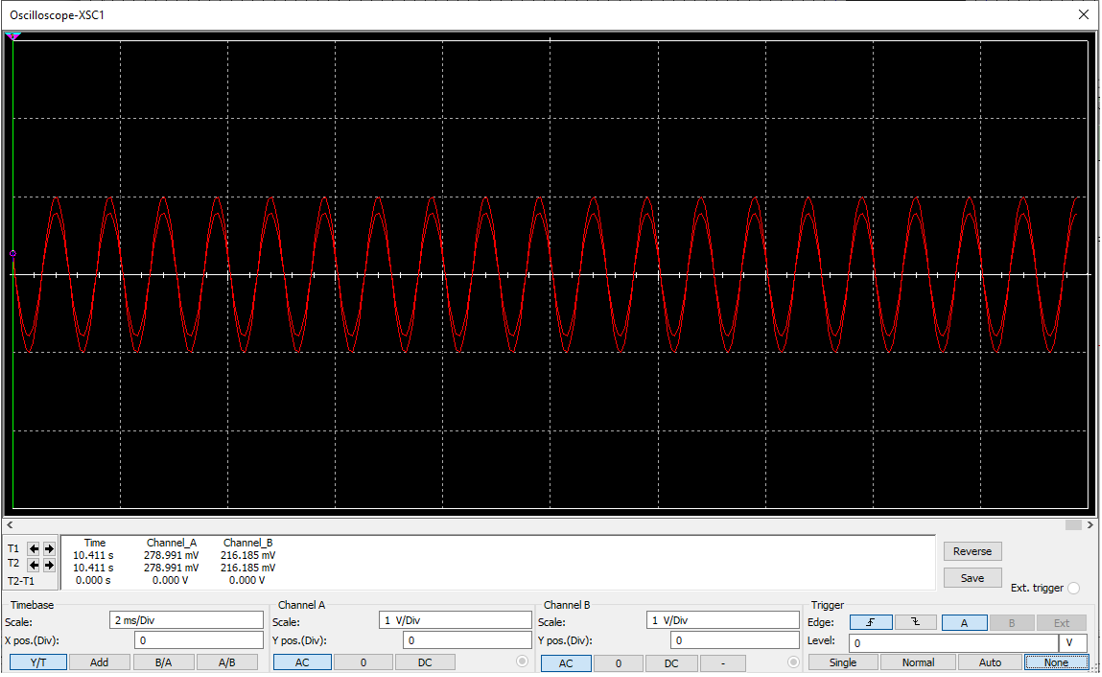 Oscilloscope-XSC1
T1
T2
T2-T1
Time Channel_A Channel_B
10.411 s 278.991 mV 216.185 mV
10.411 s 278.991 mV 216.185 mV
0.000 s 0.000 V 0.000 V
Reverse
Save
Ext. trigger
Timebase
Scale: 2 ms/Div
X pos.(Div): 0
Y/T Add B/A A/B
Channel A
Scale: 1 V/Div
Y pos.(Div): 0
AC 0 DC
Channel B
Scale: 1 V/Div
Y pos.(Div): 0
AC 0 DC -
Trigger
Edge: A B Ext
Level: 0 V
Single Normal Auto None